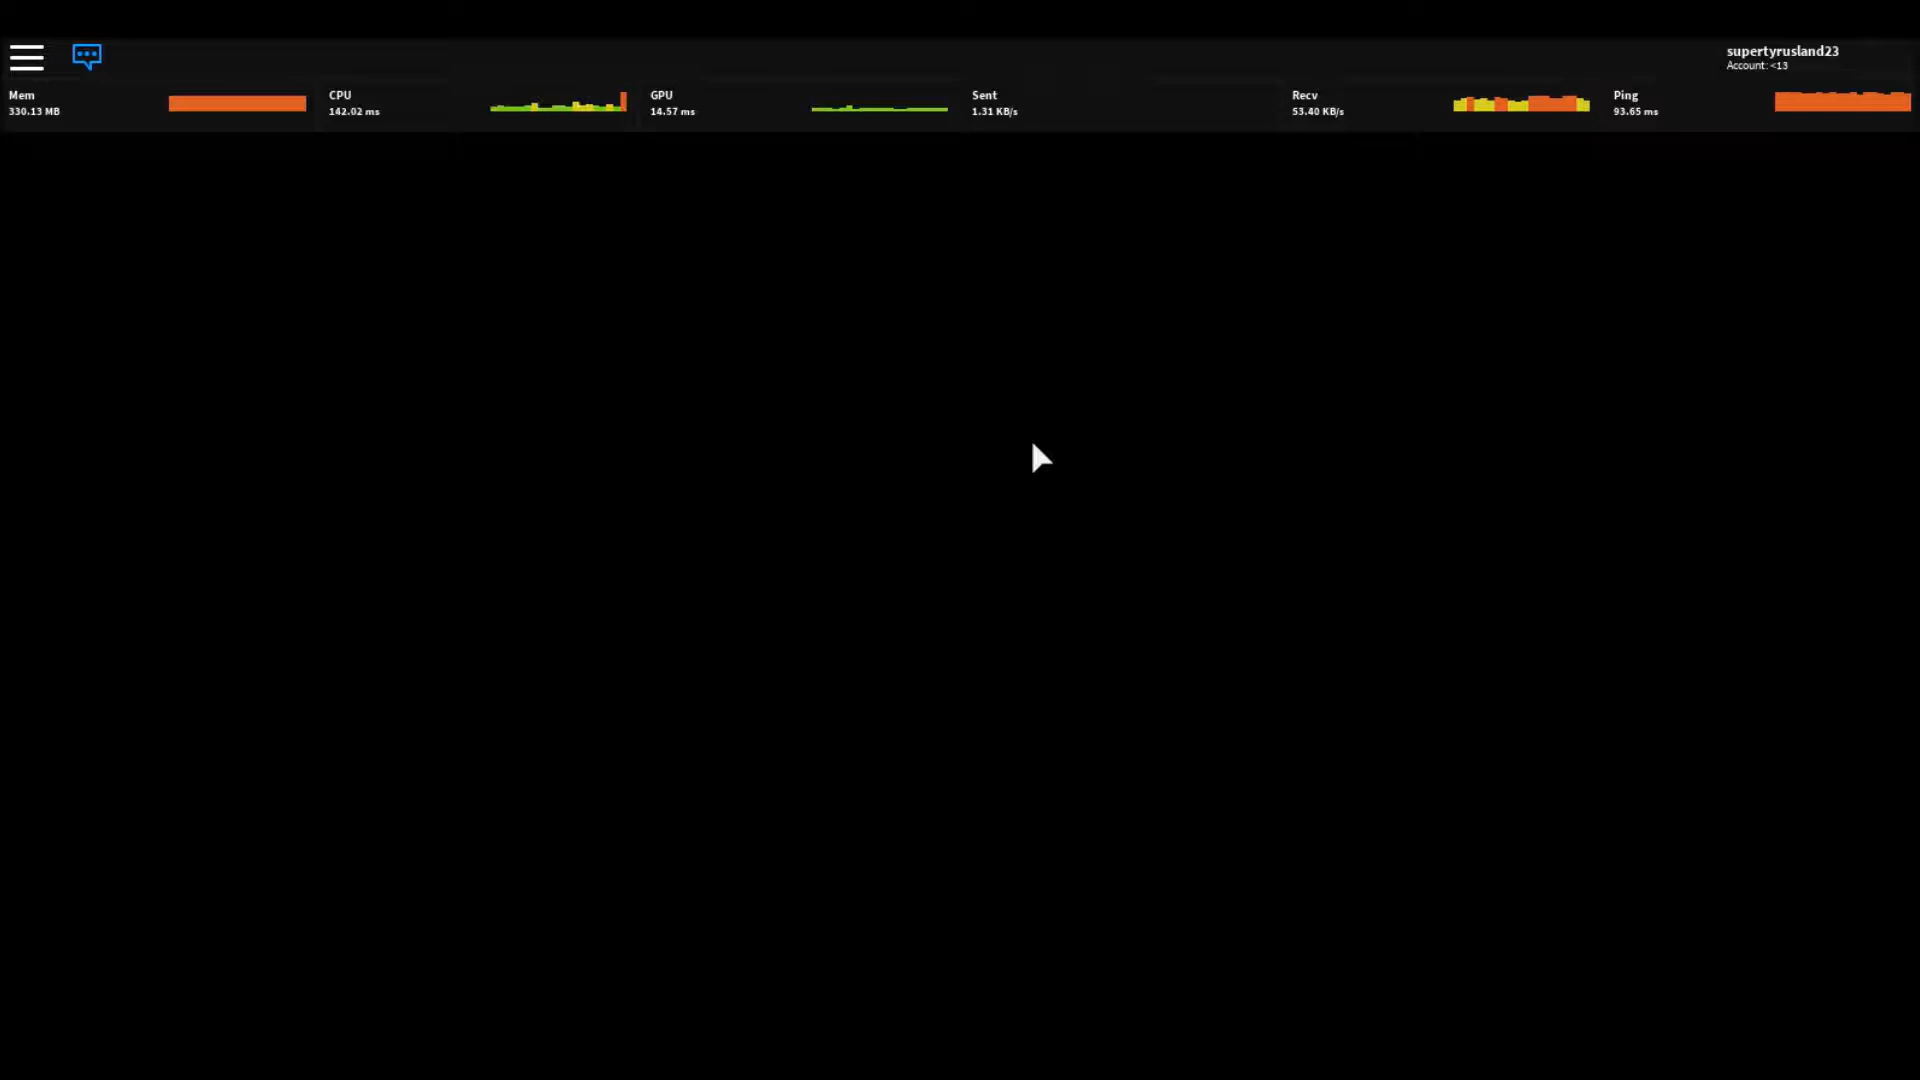 supertyrusland23
Account: <13
Mem
330.13 MB
CPU
142.02 ms
GPU
14.57 ms
Sent
1.31 KB/s
Recv
53.40 KB/s
Ping
93.65 ms